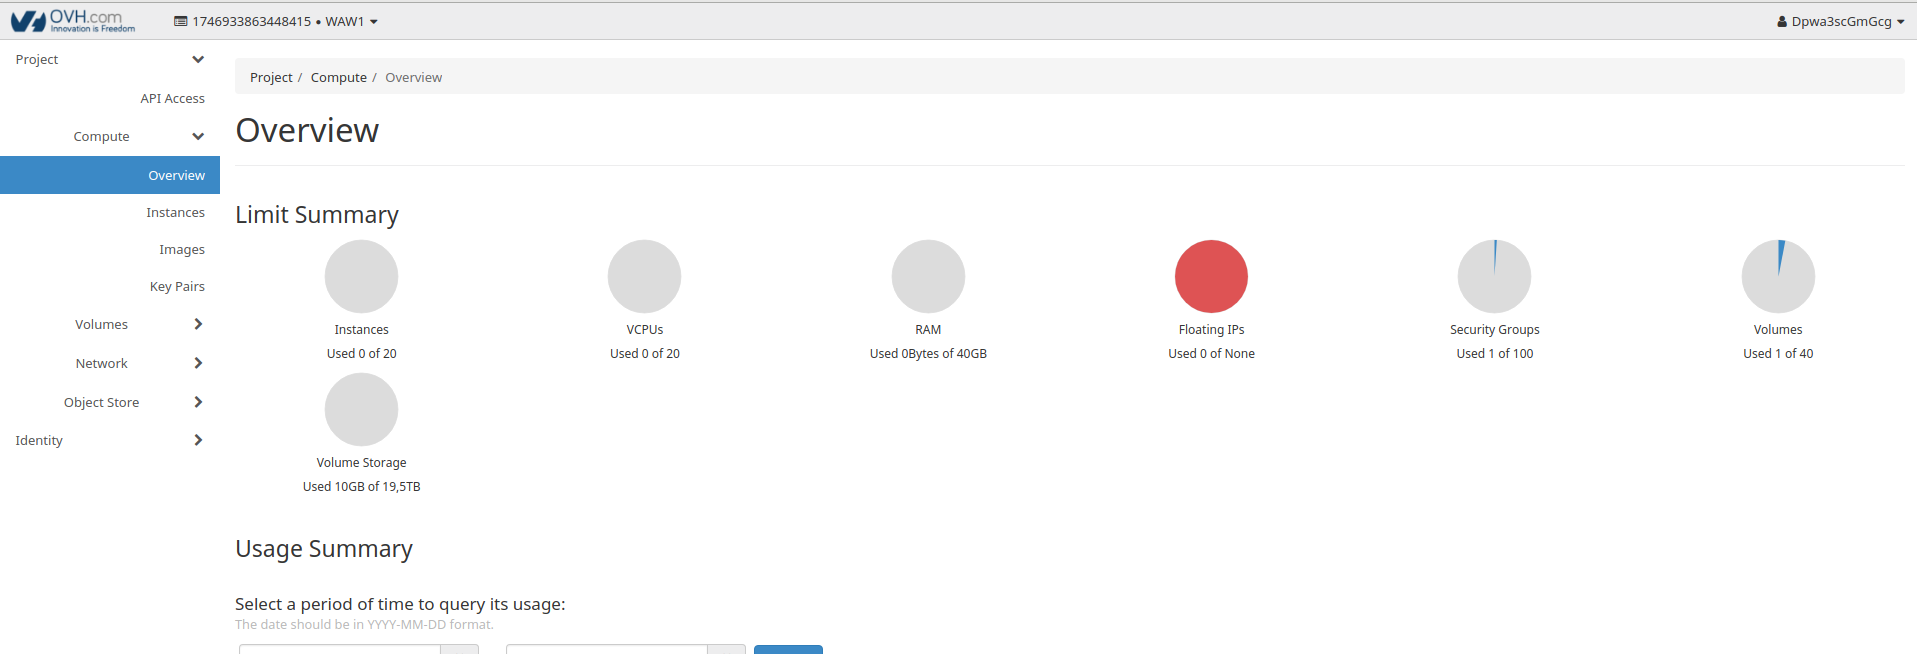 OVH.com
Innovation is Freedom
1746933863448415 • WAW1
Dpwa3scGmGcg
Project
API Access
Compute
Overview
Instances
Images
Key Pairs
Volumes
Network
Object Store
Identity
Project / Compute / Overview
Overview
Limit Summary
Instances
Used 0 of 20
VCPUs
Used 0 of 20
RAM
Used 0Bytes of 40GB
Floating IPs
Used 0 of None
Security Groups
Used 1 of 100
Volumes
Used 1 of 40
Volume Storage
Used 10GB of 19,5TB
Usage Summary
Select a period of time to query its usage:
The date should be in YYYY-MM-DD format.